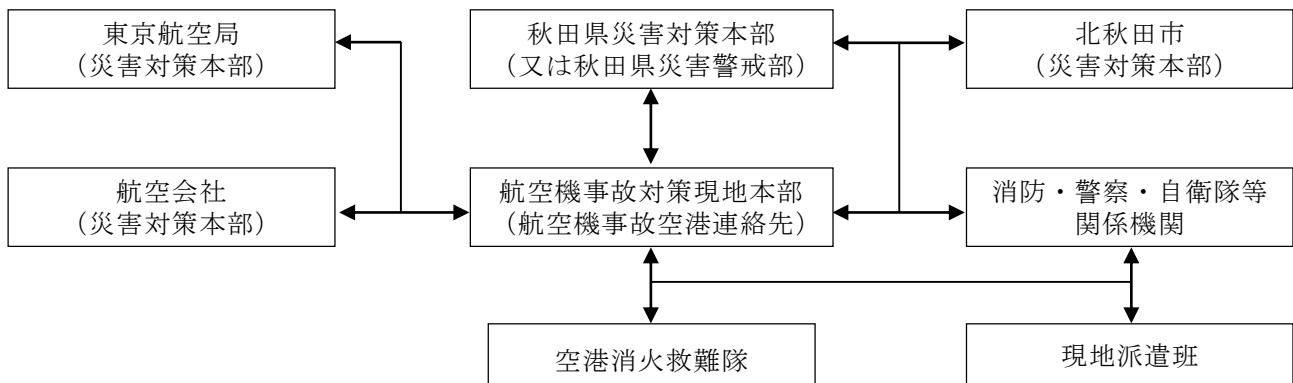 東京航空局
（災害対策本部）
秋田県災害対策本部
（又は秋田県災害警戒部）
北秋田市
（災害対策本部）
航空会社
（災害対策本部）
航空機事故対策現地本部
（航空機事故空港連絡先）
消防・警察・自衛隊等
関係機関
空港消火救難隊
現地派遣班